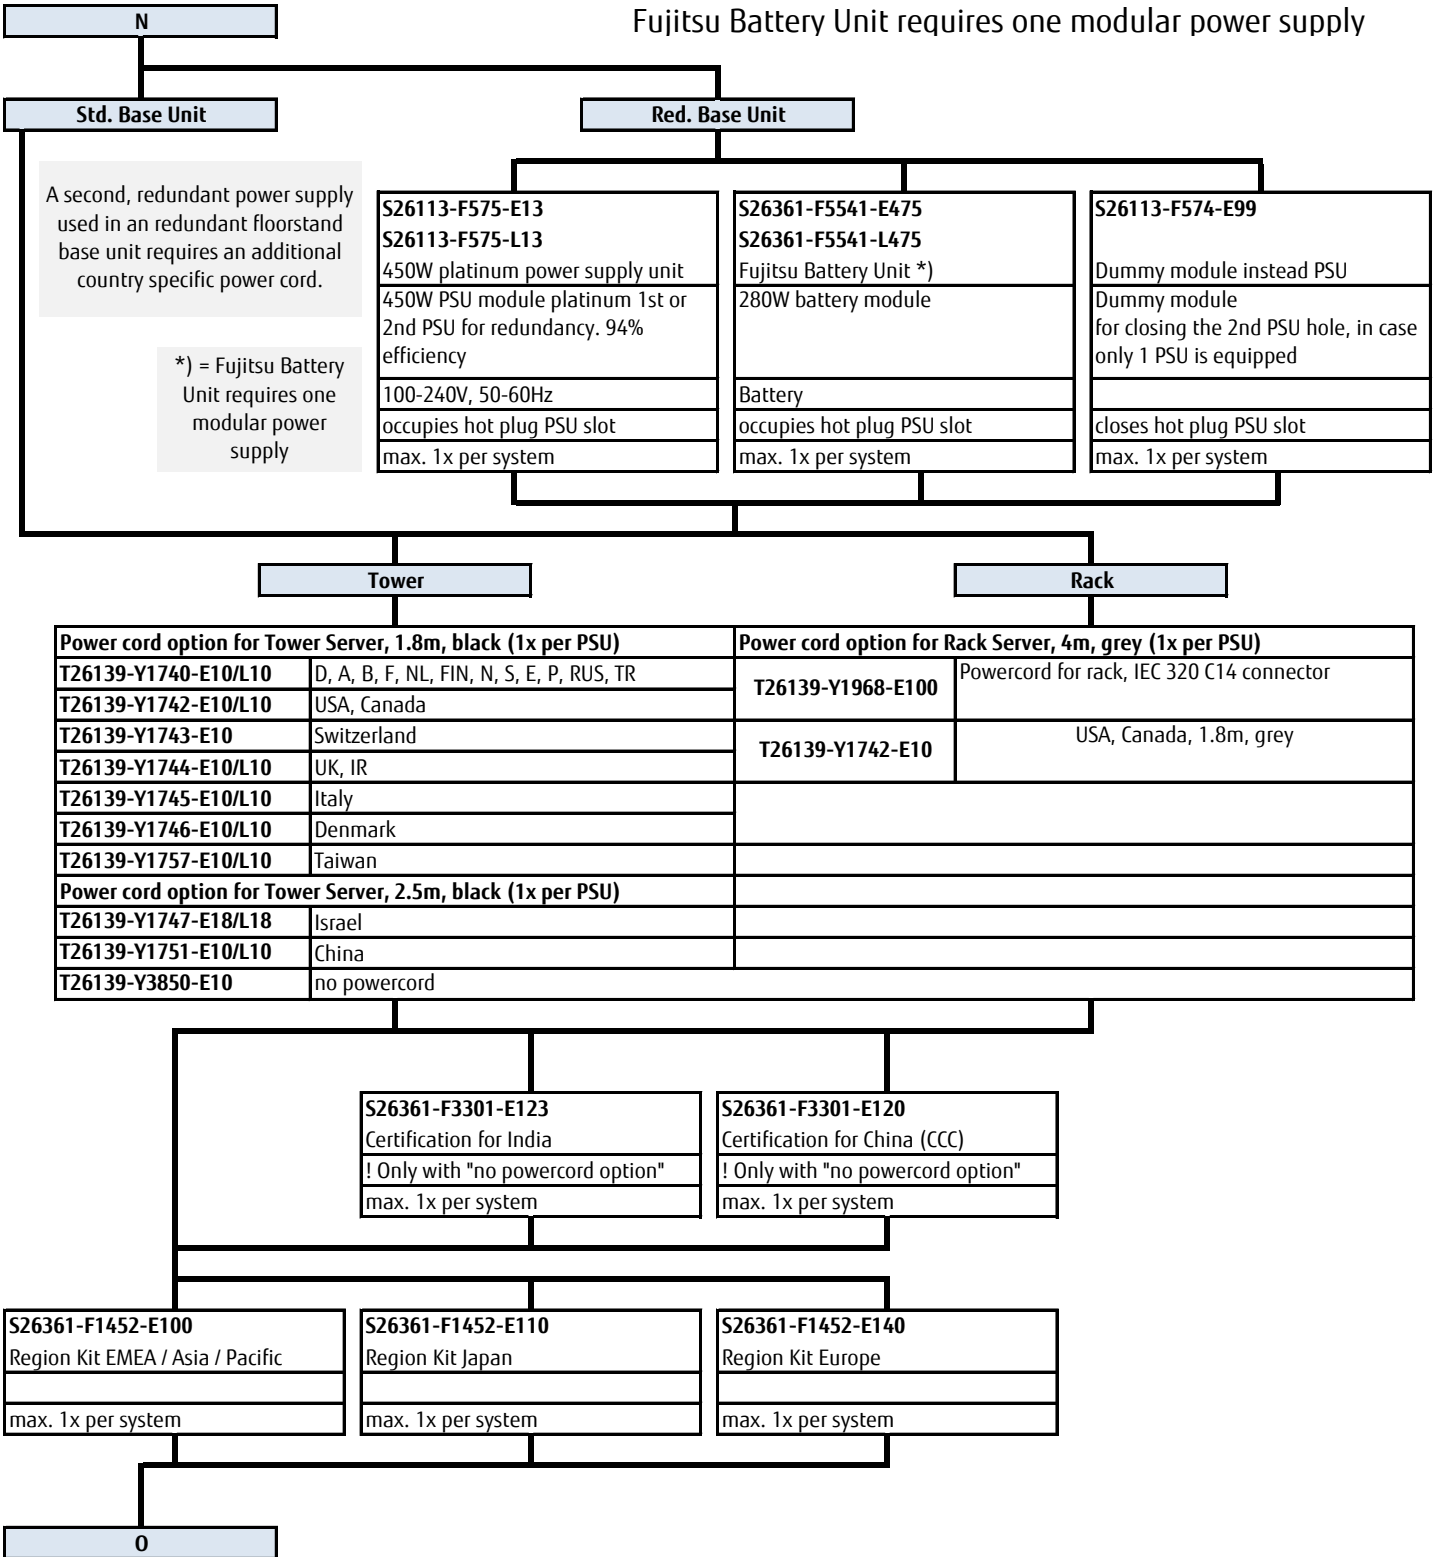 N
Fujitsu Battery Unit requires one modular power supply
Std. Base Unit
Red. Base Unit
A second, redundant power supply
used in an redundant floorstand
base unit requires an additional
country specific power cord.
*) = Fujitsu Battery
Unit requires one
modular power
supply
S26113-F575-E13
S26113-F575-L13
450W platinum power supply unit
450W PSU module platinum 1st or
2nd PSU for redundancy. 94%
efficiency
100-240V, 50-60Hz
occupies hot plug PSU slot
max. 1x per system
S26361-F5541-E475
S26361-F5541-L475
Fujitsu Battery Unit *)
280W battery module
Battery
occupies hot plug PSU slot
max. 1x per system
S26113-F574-E99
Dummy module instead PSU
Dummy module
for closing the 2nd PSU hole, in case
only 1 PSU is equipped
closes hot plug PSU slot
max. 1x per system
Tower
Rack
Power cord option for Tower Server, 1.8m, black (1x per PSU)
T26139-Y1740-E10/L10 D, A, B, F, NL, FIN, N, S, E, P, RUS, TR
T26139-Y1742-E10/L10 USA, Canada
T26139-Y1743-E10 Switzerland
T26139-Y1744-E10/L10 UK, IR
T26139-Y1745-E10/L10 Italy
T26139-Y1746-E10/L10 Denmark
T26139-Y1757-E10/L10 Taiwan
Power cord option for Tower Server, 2.5m, black (1x per PSU)
T26139-Y1747-E18/L18 Israel
T26139-Y1751-E10/L10 China
T26139-Y3850-E10 no powercord
Power cord option for Rack Server, 4m, grey (1x per PSU)
T26139-Y1968-E100 Powercord for rack, IEC 320 C14 connector
T26139-Y1742-E10 USA, Canada, 1.8m, grey
S26361-F3301-E123
Certification for India
! Only with "no powercord option"
max. 1x per system
S26361-F3301-E120
Certification for China (CCC)
! Only with "no powercord option"
max. 1x per system
S26361-F1452-E100
Region Kit EMEA / Asia / Pacific
max. 1x per system
S26361-F1452-E110
Region Kit Japan
max. 1x per system
S26361-F1452-E140
Region Kit Europe
max. 1x per system
O